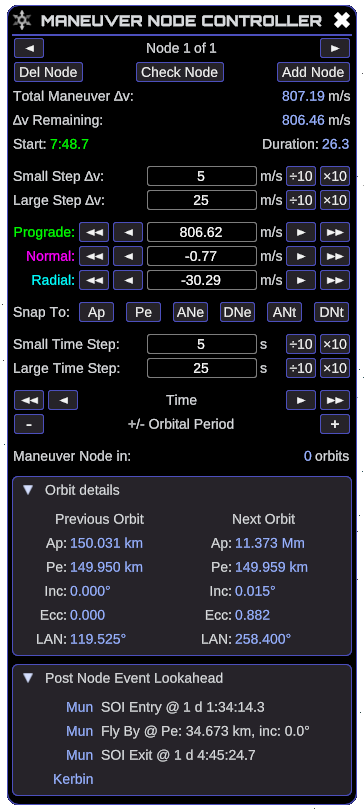 MANEUVER NODE CONTROLLER ✖
◄ Node 1 of 1 ►
Del Node Check Node Add Node
Total Maneuver Δv: 807.19 m/s
Δv Remaining: 806.46 m/s
Start: 7:48.7 Duration: 26.3
Small Step Δv: 5 m/s ÷10 ×10
Large Step Δv: 25 m/s ÷10 ×10
Prograde: ◄◄ ◄ 806.62 m/s ► ►►
Normal: ◄◄ ◄ -0.77 m/s ► ►►
Radial: ◄◄ ◄ -30.29 m/s ► ►►
Snap To: Ap Pe ANe DNe ANt DNt
Small Time Step: 5 s ÷10 ×10
Large Time Step: 25 s ÷10 ×10
◄◄ ◄ Time ► ►►
- +/- Orbital Period +
Maneuver Node in: 0 orbits
▼ Orbit details
Previous Orbit Next Orbit
Ap: 150.031 km Ap: 11.373 Mm
Pe: 149.950 km Pe: 149.959 km
Inc: 0.000° Inc: 0.015°
Ecc: 0.000 Ecc: 0.882
LAN: 119.525° LAN: 258.400°
▼ Post Node Event Lookahead
Mun SOI Entry @ 1 d 1:34:14.3
Mun Fly By @ Pe: 34.673 km, inc: 0.0°
Mun SOI Exit @ 1 d 4:45:24.7
Kerbin